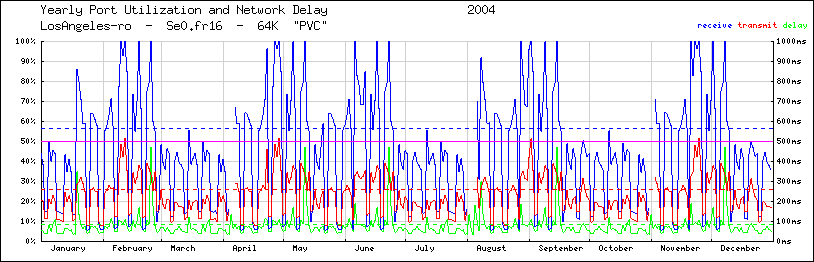 Yearly Port Utilization and Network Delay 2004
LosAngeles-ro - Se0.fr16 - 64K "PVC"
receive transmit delay
100% 1000ms
90% 900ms
80% 800ms
70% 700ms
60% 600ms
50% 500ms
40% 400ms
30% 300ms
20% 200ms
10% 100ms
0% 0ms
January February March April May June July August September October November December